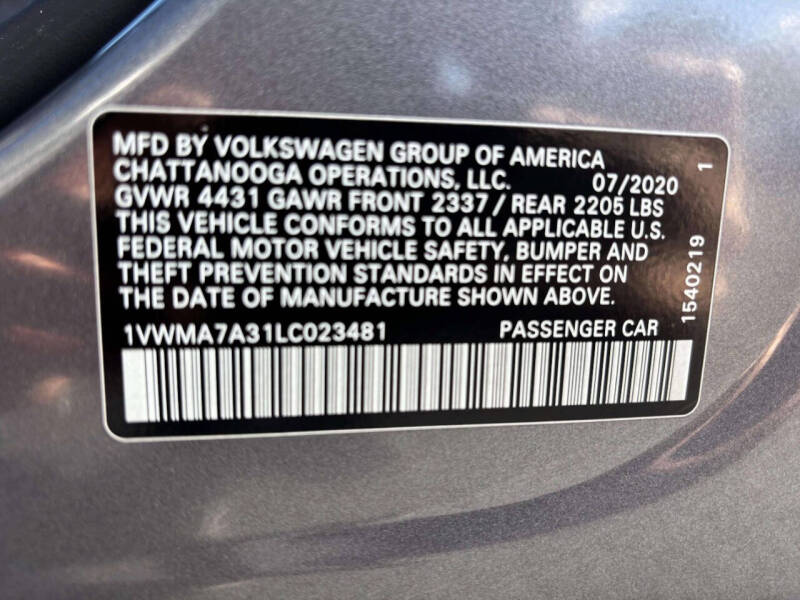 MFD BY VOLKSWAGEN GROUP OF AMERICA
CHATTANOOGA OPERATIONS, LLC. 07/2020
GVWR 4431 GAWR FRONT 2337 / REAR 2205 LBS
THIS VEHICLE CONFORMS TO ALL APPLICABLE U.S.
FEDERAL MOTOR VEHICLE SAFETY, BUMPER AND
THEFT PREVENTION STANDARDS IN EFFECT ON
THE DATE OF MANUFACTURE SHOWN ABOVE.
1VWMA7A31LC023481 PASSENGER CAR
1540219 1